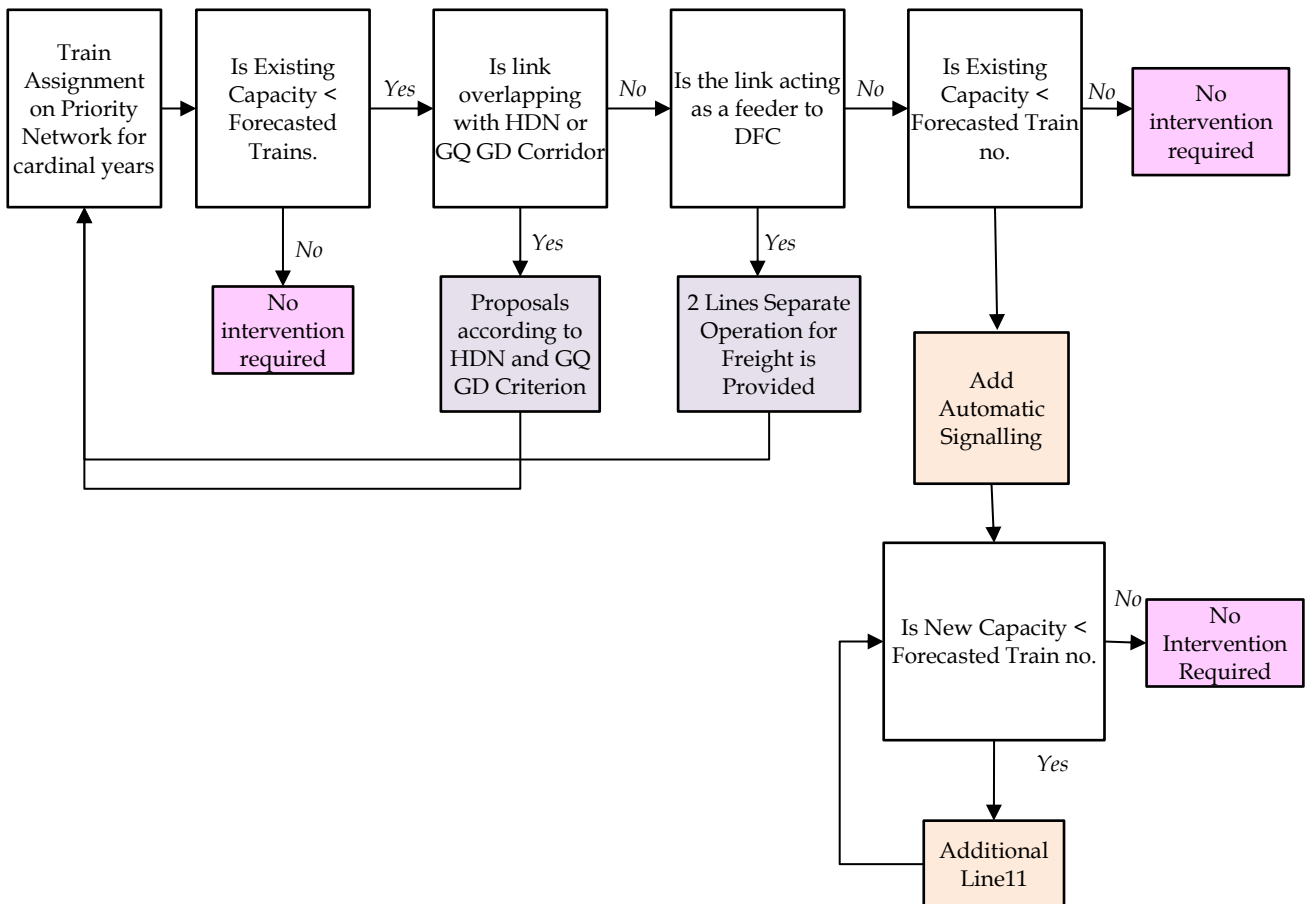 Train
Assignment
on Priority
Network for
cardinal years
Is Existing
Capacity <
Forecasted
Trains.
Yes
Is link
overlapping
with HDN or
GQ GD Corridor
No
Is the link acting
as a feeder to
DFC
No
Is Existing
Capacity <
Forecasted Train
no.
No
No
intervention
required
No
No
intervention
required
Yes
Proposals
according to
HDN and GQ
GD Criterion
Yes
2 Lines Separate
Operation for
Freight is
Provided
Add
Automatic
Signalling
Is New Capacity <
Forecasted Train no.
No
No
Intervention
Required
Yes
Additional
Line11